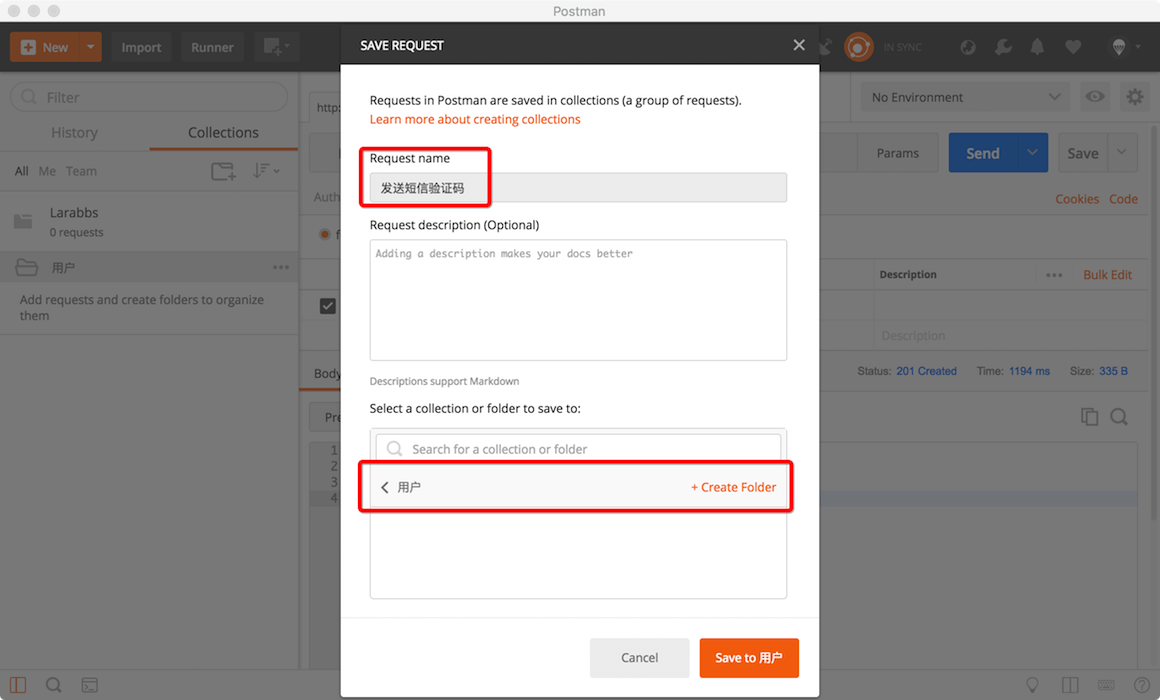 Postman
New
Import
Runner
IN SYNC
SAVE REQUEST
Filter
History
Collections
All
Me
Team
Larabbs
0 requests
用户
Add requests and create folders to organize
them
http:
No Environment
Params
Send
Save
Auth
Cookies
Code
Description
Bulk Edit
Description
Body
Status: 201 Created
Time: 1194 ms
Size: 335 B
Pre
1
2
3
4
Requests in Postman are saved in collections (a group of requests).
Learn more about creating collections
Request name
发送短信验证码
Request description (Optional)
Adding a description makes your docs better
Descriptions support Markdown
Select a collection or folder to save to:
Search for a collection or folder
用户
+ Create Folder
Cancel
Save to 用户